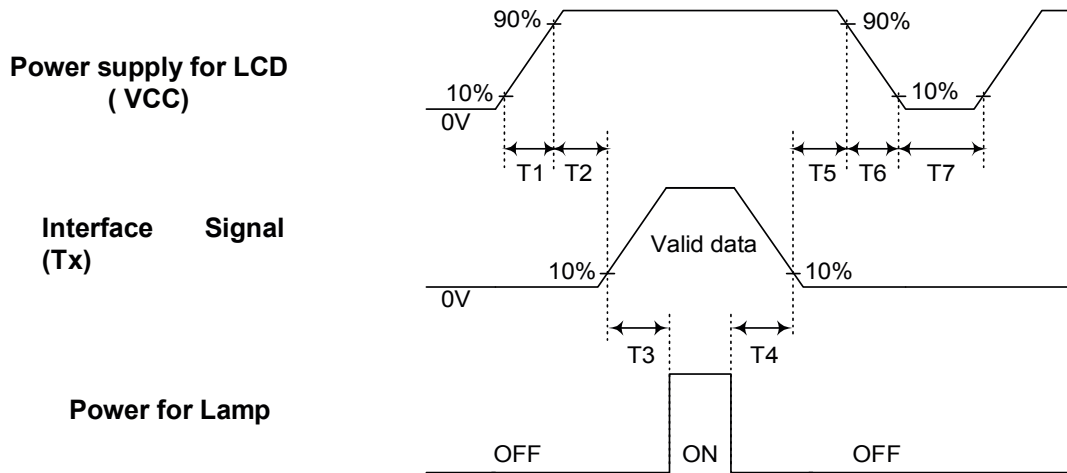 90%
90%
Power supply for LCD
( VCC)
10%
10%
0V
T1 T2 T5 T6 T7
Interface Signal
(Tx)
Valid data
10%
10%
0V
T3 T4
Power for Lamp
OFF ON OFF